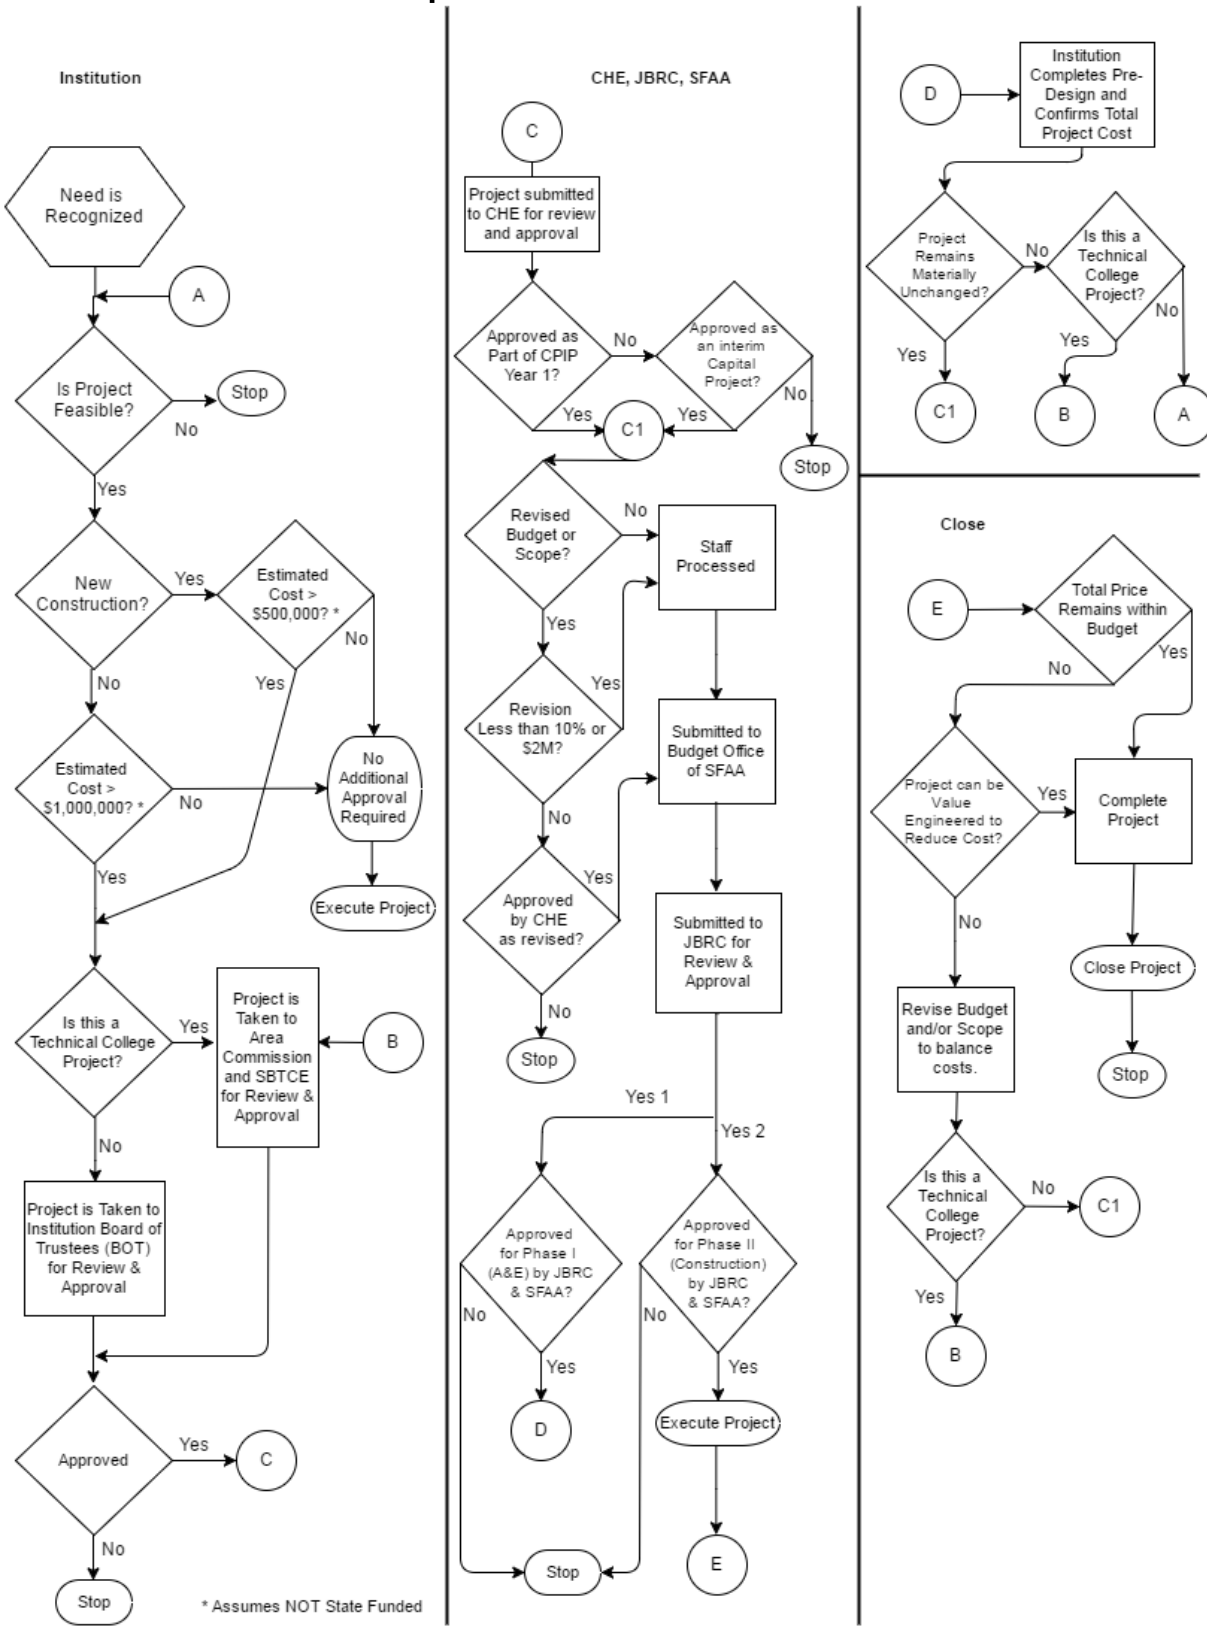 Institution
Need is
Recognized
A
Is Project
Feasible?
Stop
No
Yes
New
Construction?
Yes
Estimated
Cost >
$500,000? *
No
Yes
No
Estimated
Cost >
$1,000,000? *
No
No
Additional
Approval
Required
Yes
Execute Project
Is this a
Technical College
Project?
Yes
Project is
Taken to
Area
Commission
and SBTCE
for Review &
Approval
B
No
Project is Taken to
Institution Board of
Trustees (BOT)
for Review &
Approval
Approved
Yes
C
No
Stop
* Assumes NOT State Funded
CHE, JBRC, SFAA
C
Project submitted
to CHE for review
and approval
Approved as
Part of CPIP
Year 1?
No
Approved as
an interim
Capital
Project?
No
Yes
C1
Yes
Stop
Revised
Budget or
Scope?
No
Staff
Processed
Yes
Yes
Revision
Less than 10% or
$2M?
Submitted to
Budget Office
of SFAA
No
Yes
Approved
by CHE
as revised?
Submitted to
JBRC for
Review &
Approval
No
Stop
Yes 1
Yes 2
Approved
for Phase I
(A&E) by JBRC
& SFAA?
Approved
for Phase II
(Construction)
by JBRC
& SFAA?
No
No
Yes
Yes
D
Execute Project
Stop
E
D
Institution
Completes Pre-
Design and
Confirms Total
Project Cost
Project
Remains
Materially
Unchanged?
No
Is this a
Technical
College
Project?
No
Yes
Yes
C1
B
A
Close
E
Total Price
Remains within
Budget
Yes
No
Project can be
Value
Engineered to
Reduce Cost?
Yes
Complete
Project
No
Close Project
Revise Budget
and/or Scope
to balance
costs.
Stop
Is this a
Technical
College
Project?
No
C1
Yes
B